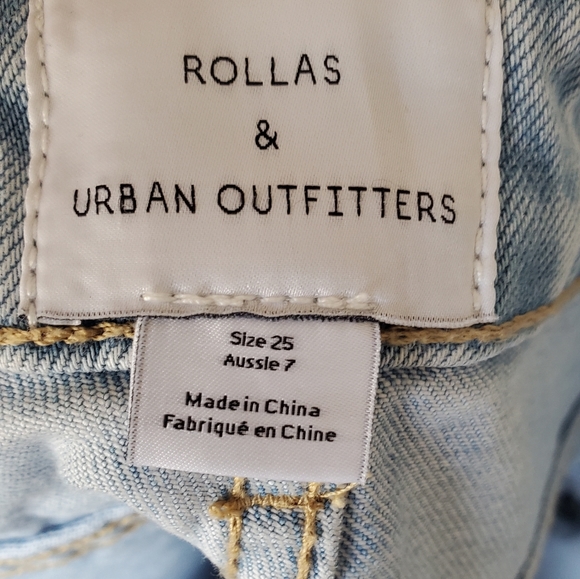 ROLLAS
&
URBAN OUTFITTERS
Size 25
Aussie 7
Made in China
Fabriqué en Chine